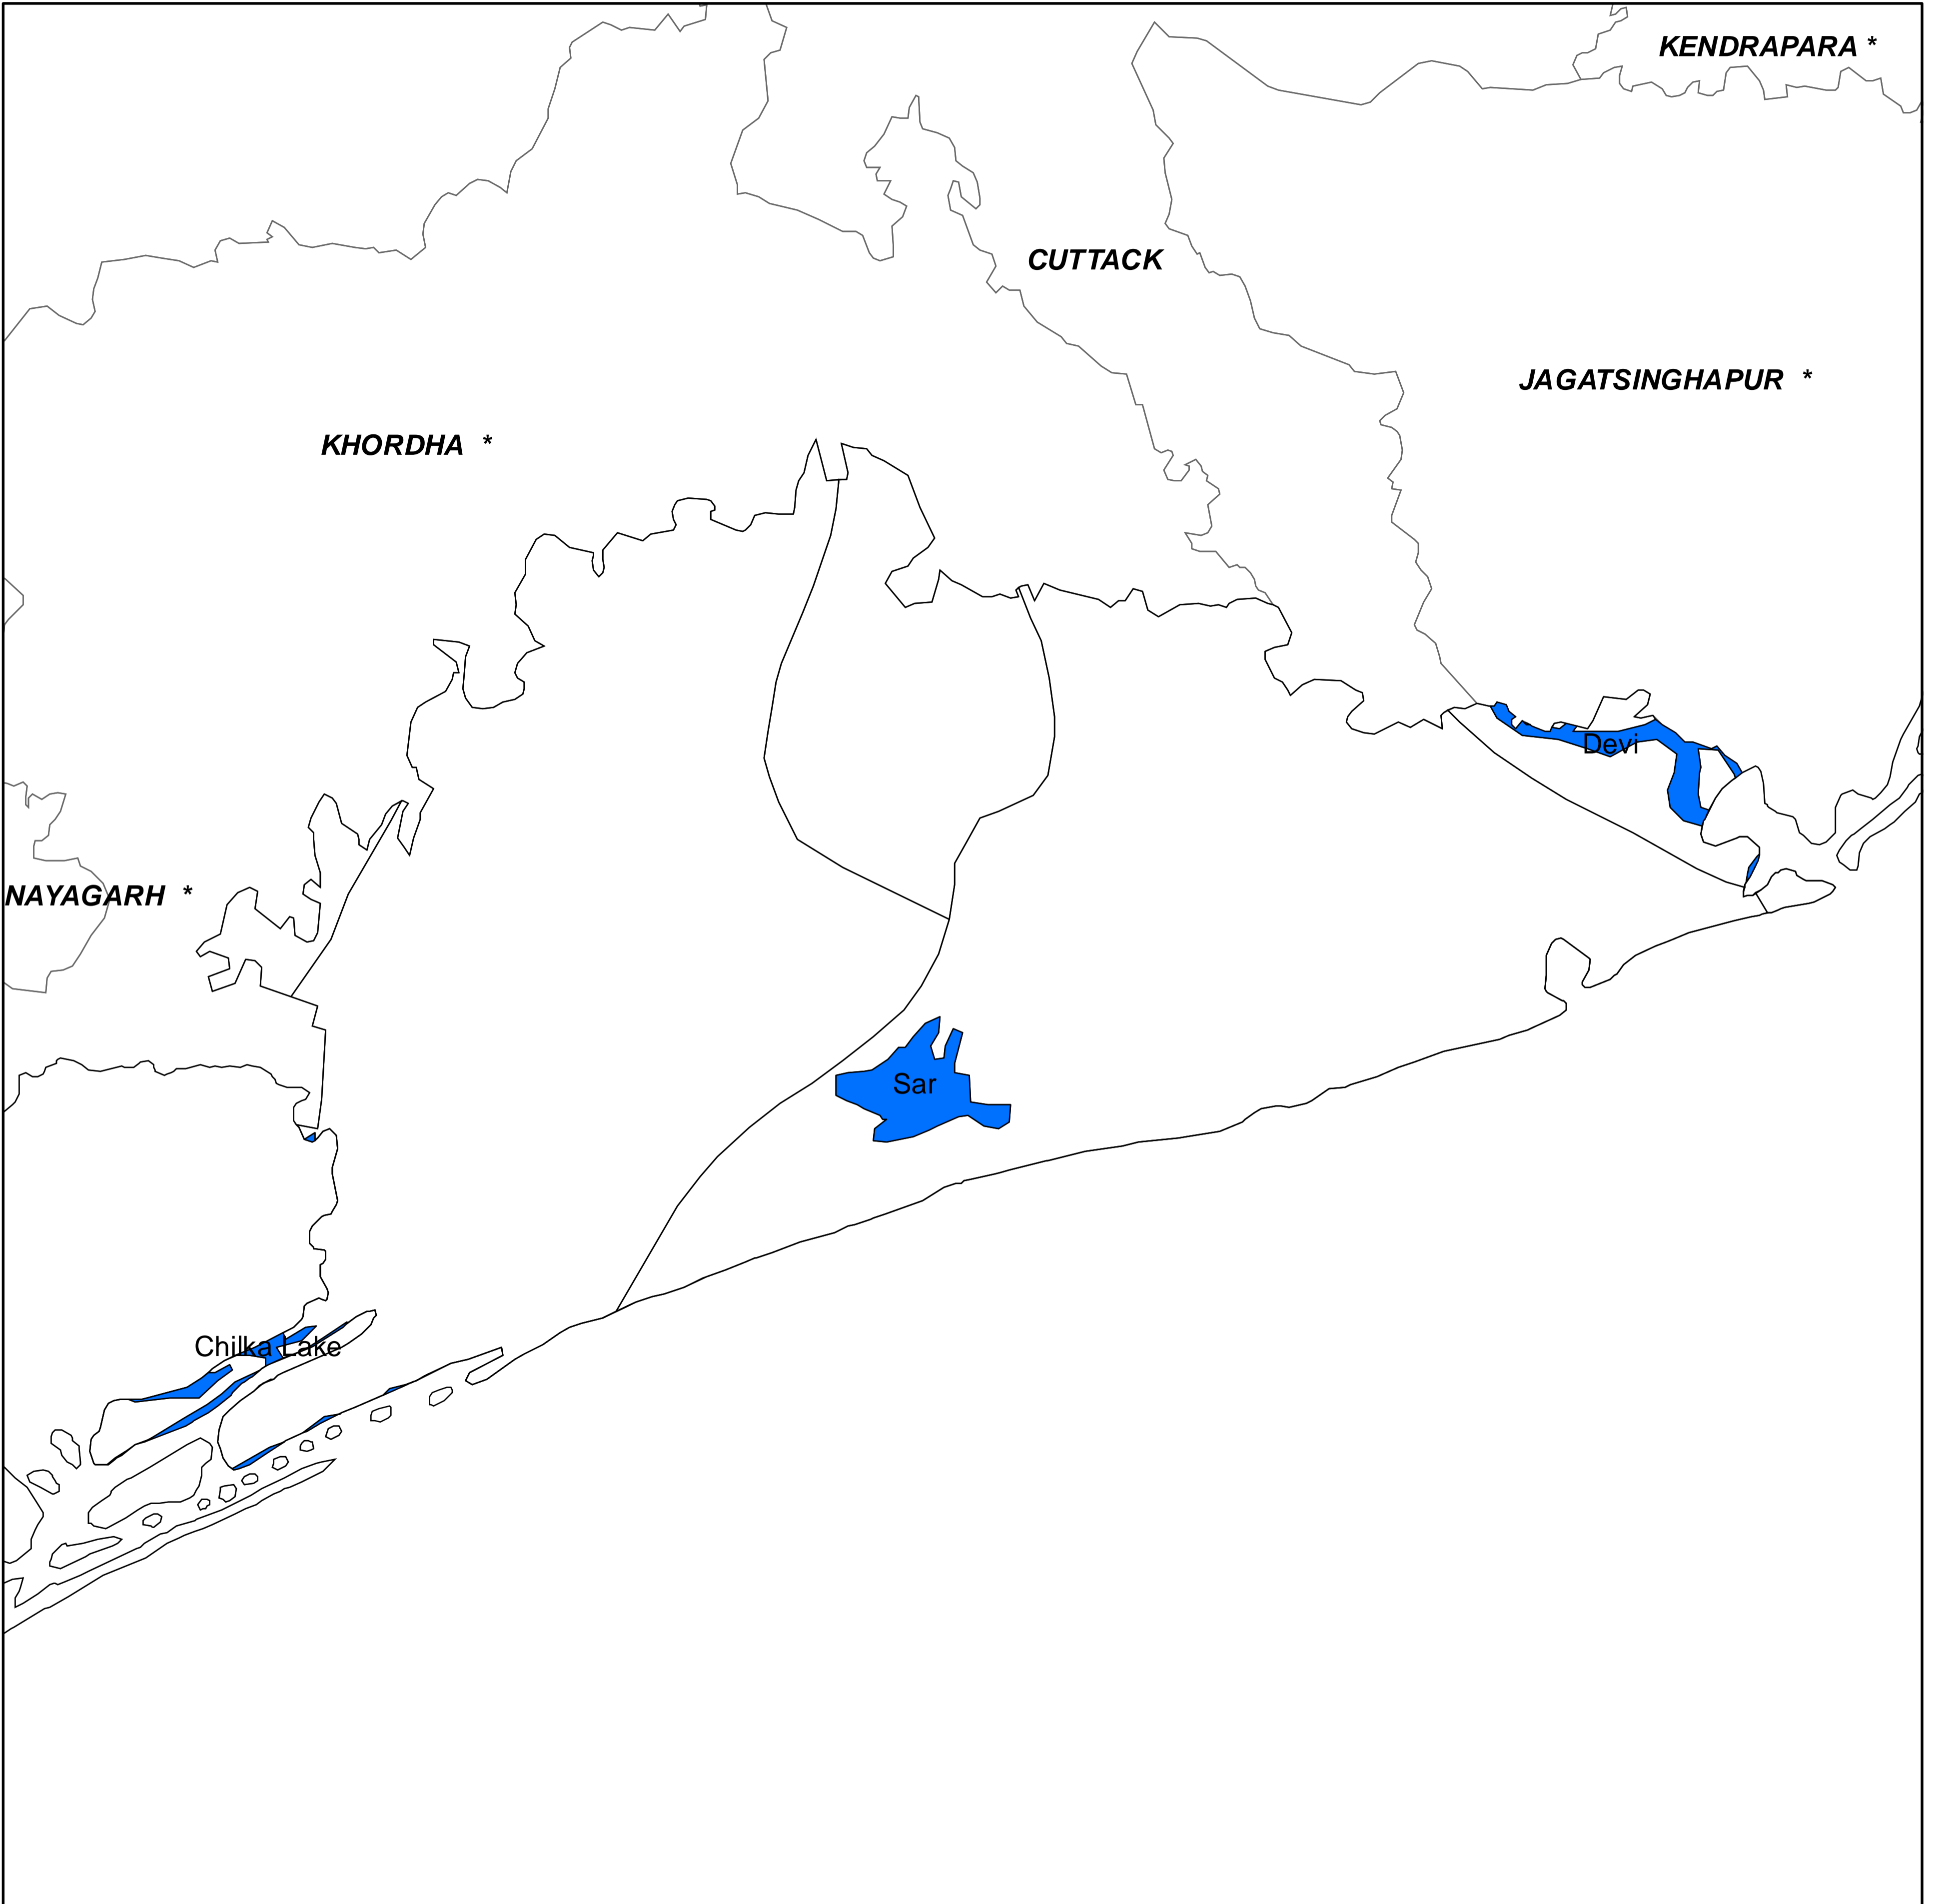 KENDRAPARA *
CUTTACK
JAGATSINGHAPUR *
KHORDHA *
Devi
NAYAGARH *
Sar
Chilka Lake